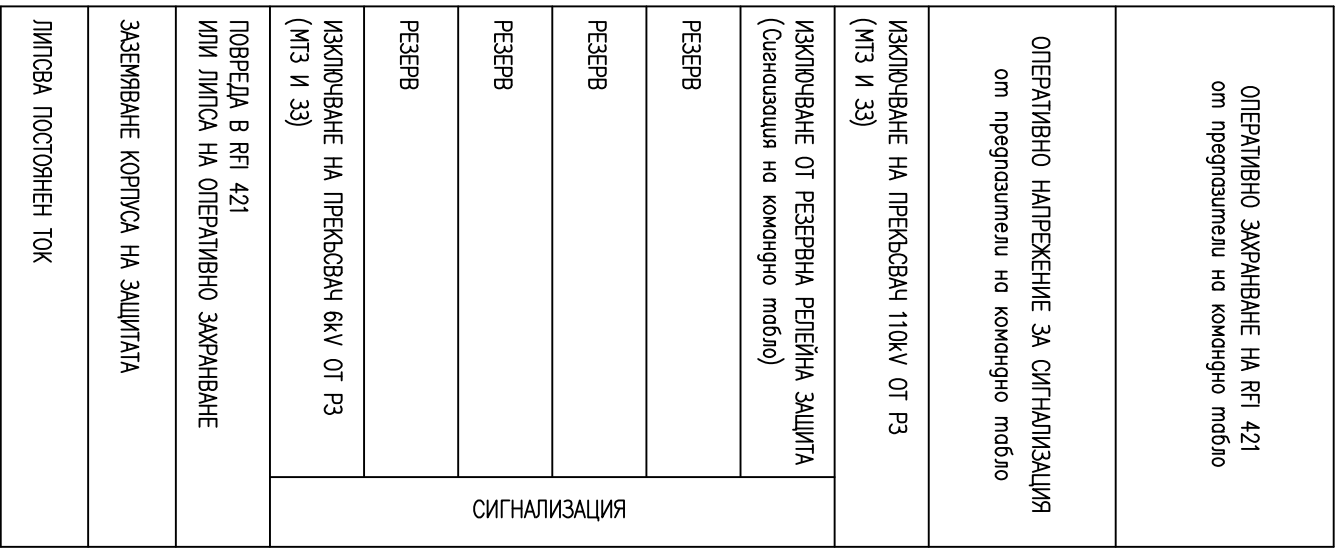 ОПЕРАТИВНО ЗАХРАНВАНЕ НА RFI 421
от предпазители на командно табло
ОПЕРАТИВНО НАПРЕЖЕНИЕ ЗА СИГНАЛИЗАЦИЯ
от предпазители на командно табло
ИЗКЛЮЧВАНЕ НА ПРЕКЪСВАЧ 110kV ОТ РЗ
(МТЗ И ЗЗ)
ИЗКЛЮЧВАНЕ ОТ РЕЗЕРВНА РЕЛЕЙНА ЗАЩИТА
(Сигнаизация на командно табло)
РЕЗЕРВ
РЕЗЕРВ
РЕЗЕРВ
РЕЗЕРВ
ИЗКЛЮЧВАНЕ НА ПРЕКЪСВАЧ 6kV ОТ РЗ
(МТЗ И ЗЗ)
СИГНАЛИЗАЦИЯ
ПОВРЕДА В RFI 421
ИЛИ ЛИПСА НА ОПЕРАТИВНО ЗАХРАНВАНЕ
ЗАЗЕМЯВАНЕ КОРПУСА НА ЗАЩИТАТА
ЛИПСВА ПОСТОЯНЕН ТОК